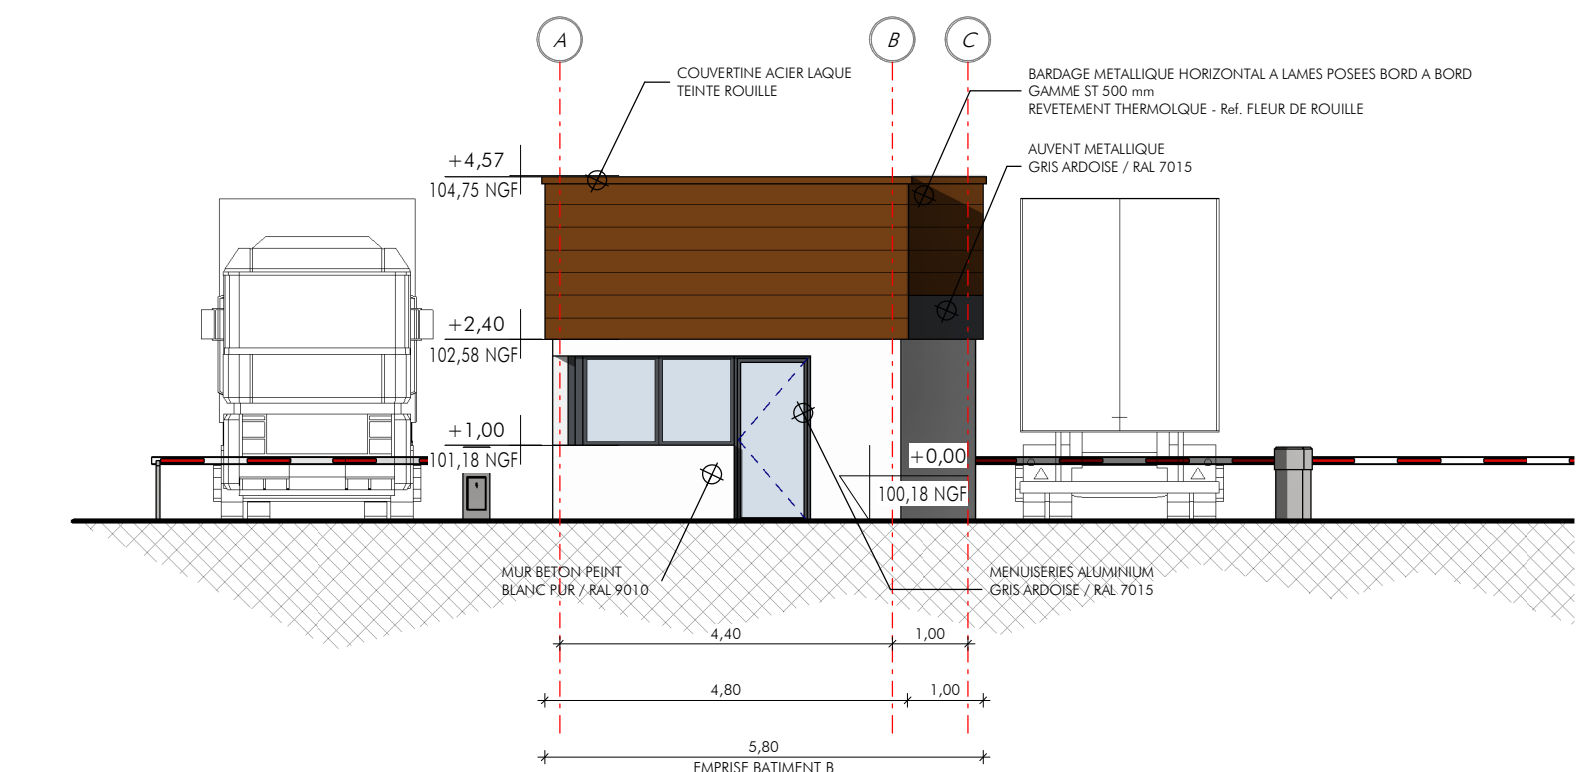 A
B
C
COUVERTINE ACIER LAQUE
TEINTE ROUILLE
BARDAGE METALLIQUE HORIZONTAL A LAMES POSEES BORD A BORD
GAMME ST 500 mm
REVETEMENT THERMOLQUE - Ref. FLEUR DE ROUILLE
AUVENT METALLIQUE
GRIS ARDOISE / RAL 7015
+4,57
104,75 NGF
+2,40
102,58 NGF
+1,00
101,18 NGF
+0,00
100,18 NGF
MUR BETON PEINT
BLANC PUR / RAL 9010
MENUISERIES ALUMINIUM
GRIS ARDOISE / RAL 7015
4,40
1,00
4,80
1,00
5,80
EMPRISE BATIMENT B